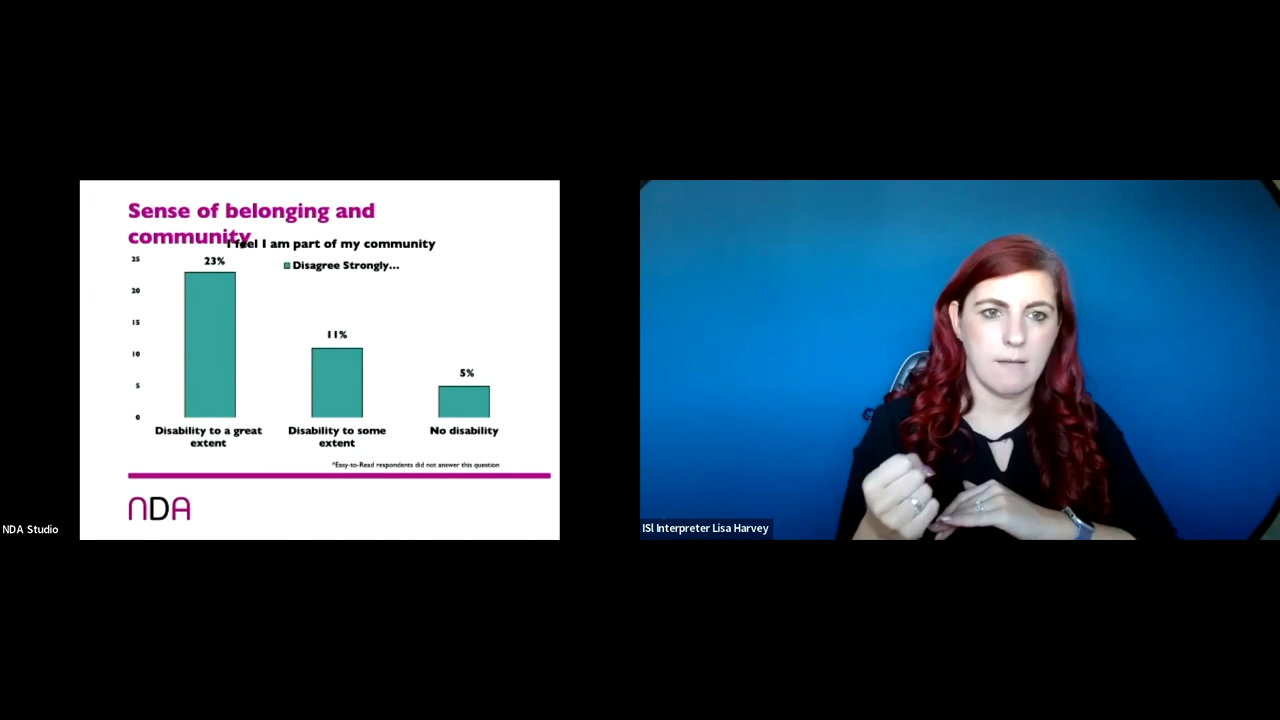 Sense of belonging and
community
I feel I am part of my community
Disagree Strongly...
25
20
15
10
5
0
23%
11%
5%
Disability to a great
extent
Disability to some
extent
No disability
*Easy-to-Read respondents did not answer this question
NDA
NDA Studio
ISl Interpreter Lisa Harvey